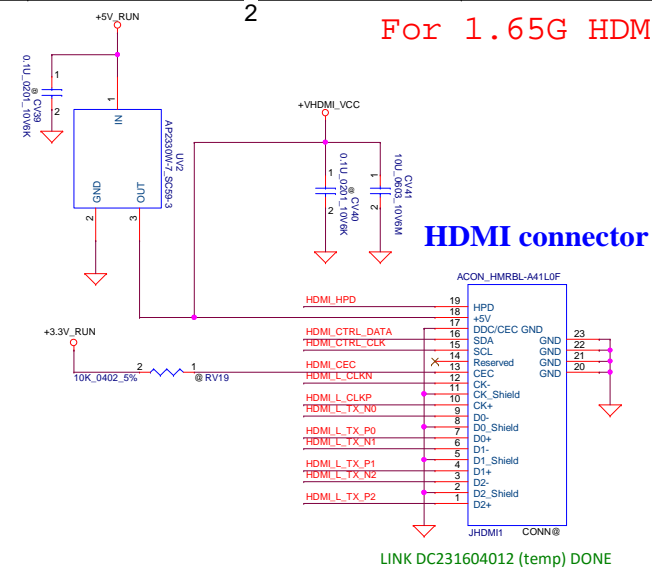 2
For 1.65G HDM
+5V_RUN
1
2
@ CV39
0.1U_0201_10V6K
1
IN
UV2
AP2330W-7_SC59-3
GND
OUT
2
3
+VHDMI_VCC
1
2
@ CV40
0.1U_0201_10V6K
1
2
CV41
10U_0603_10V6M
HDMI connector
ACON_HMRBL-A41L0F
+3.3V_RUN
2
1
10K_0402_5%
@ RV19
HDMI_HPD 19 HPD
18 +5V
17 DDC/CEC GND
HDMI_CTRL_DATA 16 SDA GND 23
HDMI_CTRL_CLK 15 SCL GND 22
14 Reserved GND 21
HDMI_CEC 13 CEC GND 20
HDMI_L_CLKN 12 CK-
11 CK_Shield
HDMI_L_CLKP 10 CK+
HDMI_L_TX_N0 9 D0-
8 D0_Shield
HDMI_L_TX_P0 7 D0+
HDMI_L_TX_N1 6 D1-
5 D1_Shield
HDMI_L_TX_P1 4 D1+
HDMI_L_TX_N2 3 D2-
2 D2_Shield
HDMI_L_TX_P2 1 D2+
JHDMI1 CONN@
LINK DC231604012 (temp) DONE